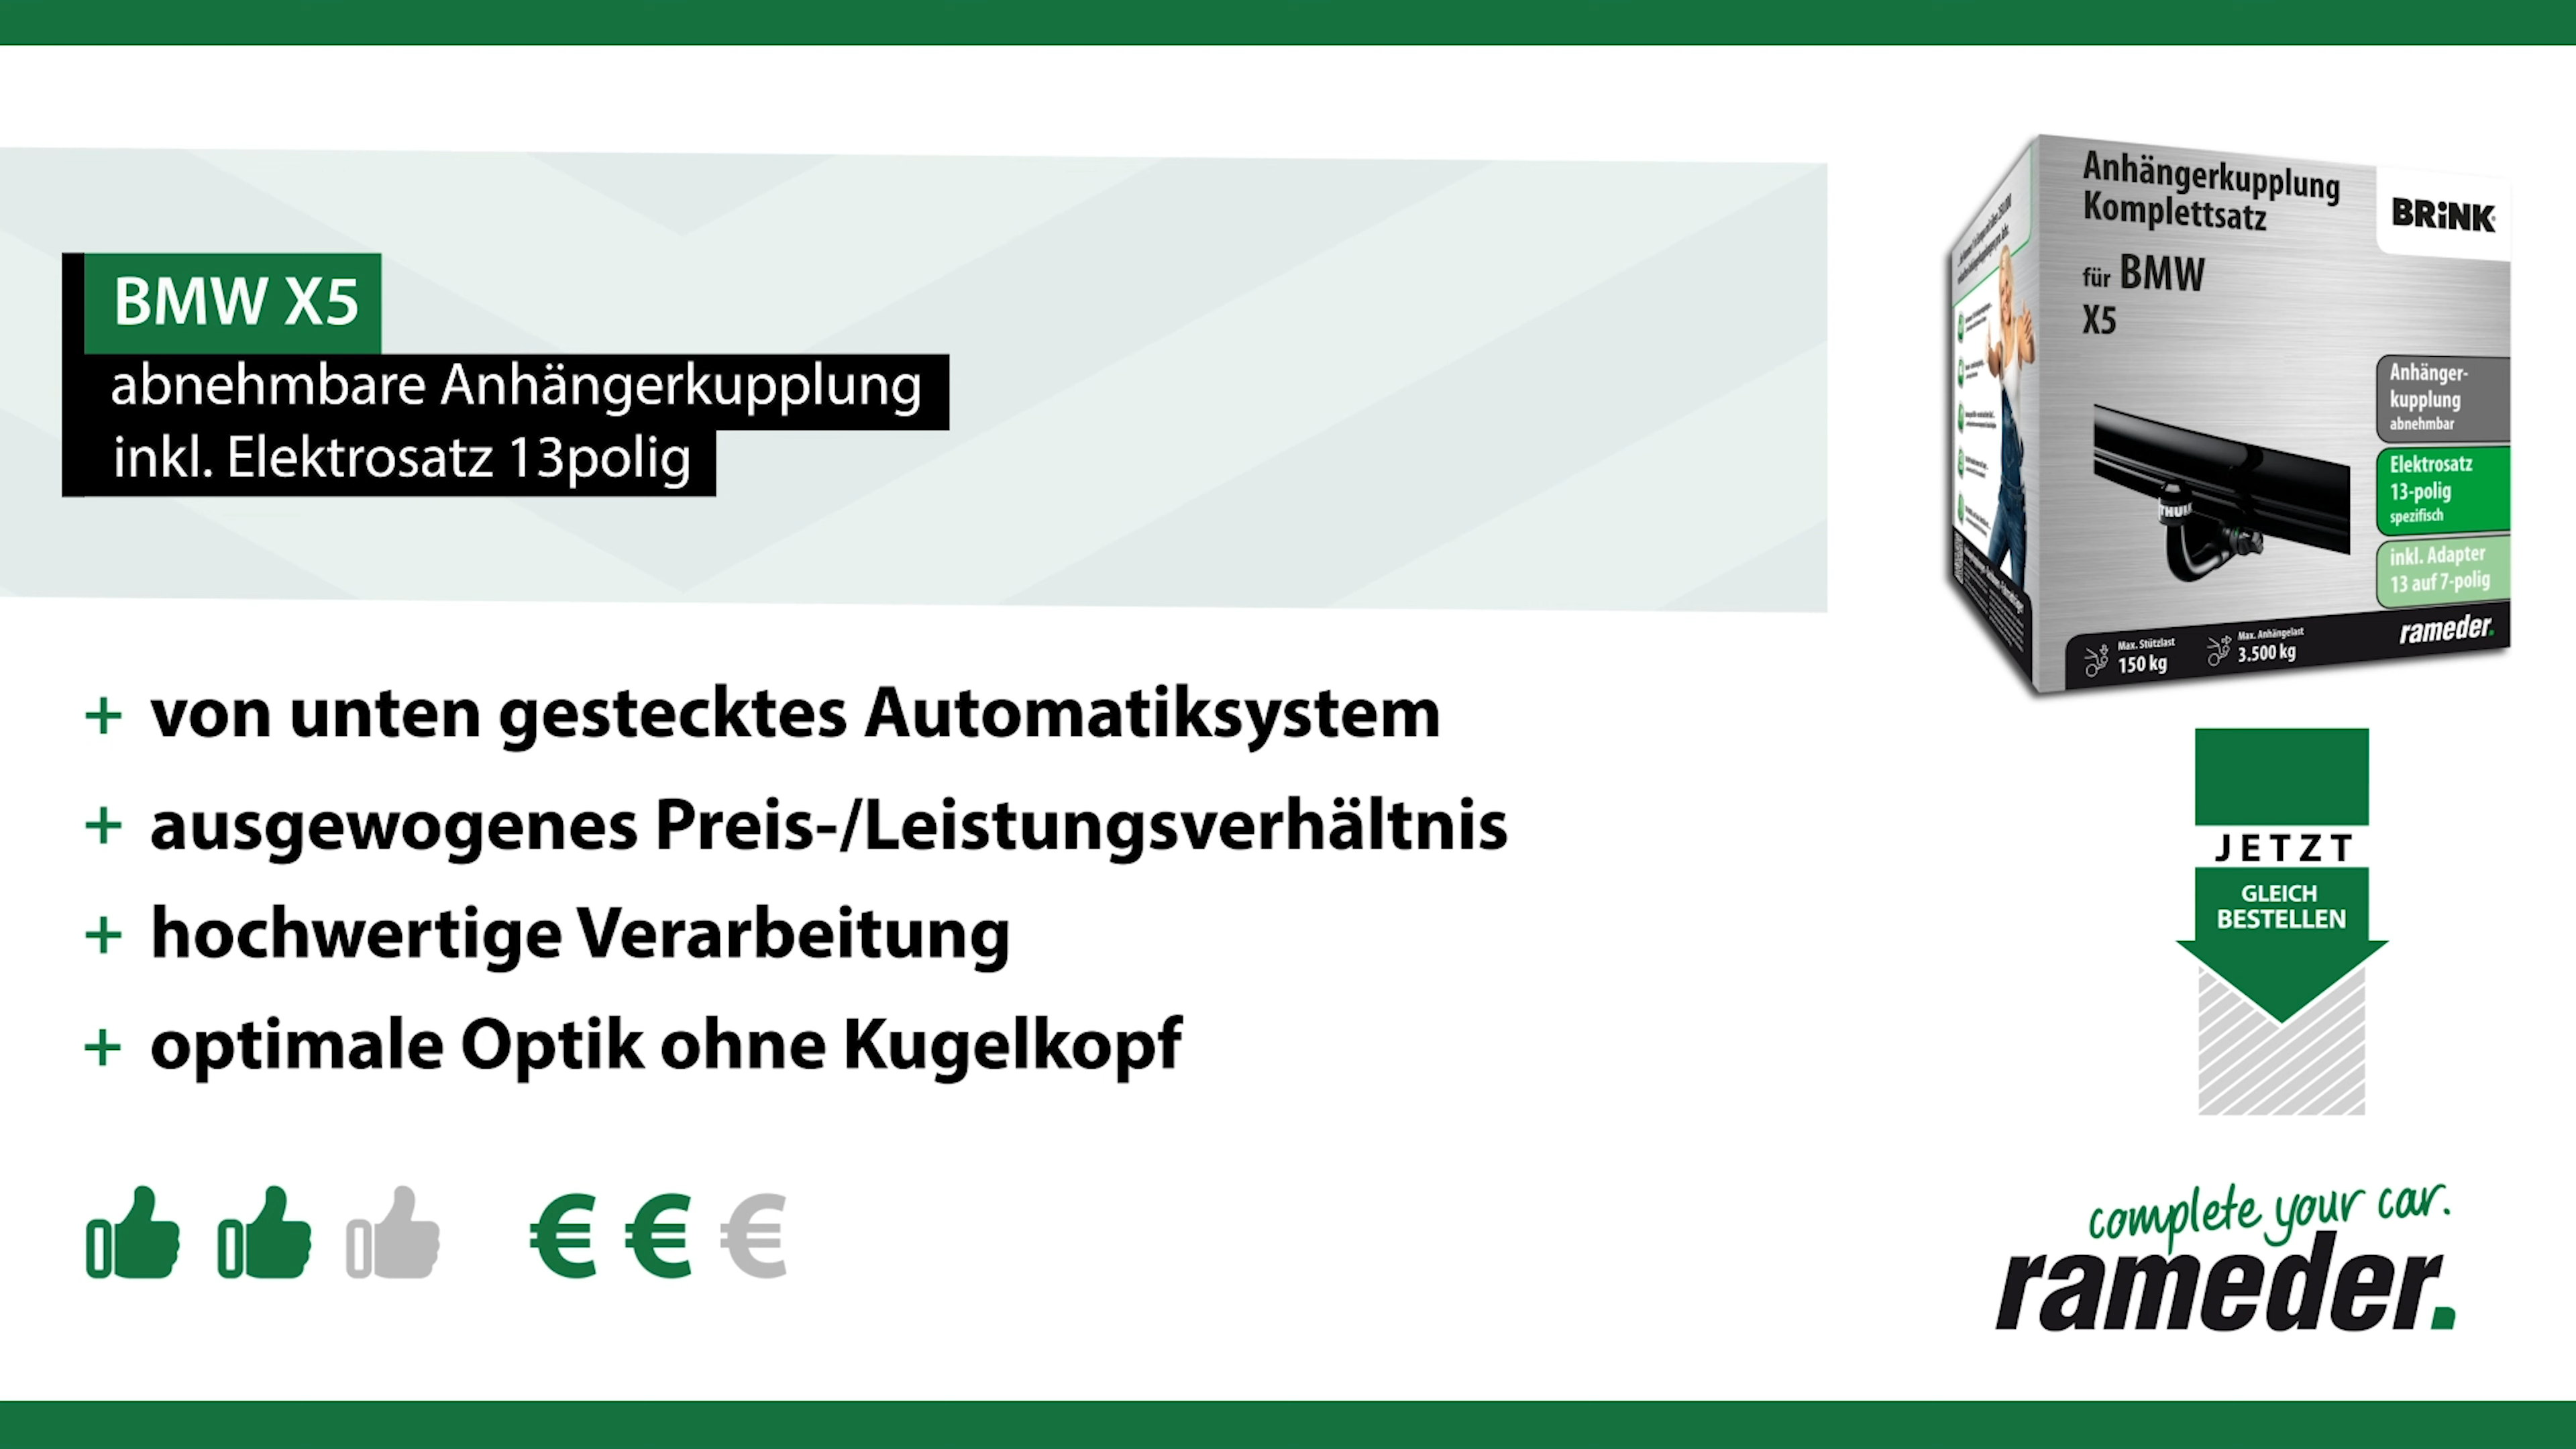 BMW X5
abnehmbare Anhängerkupplung
inkl. Elektrosatz 13polig
+ von unten gestecktes Automatiksystem
+ ausgewogenes Preis-/Leistungsverhältnis
+ hochwertige Verarbeitung
+ optimale Optik ohne Kugelkopf
€ € €
Anhängerkupplung
Komplettsatz
BRiNK
für BMW
X5
Anhänger-
kupplung
abnehmbar
Elektrosatz
13-polig
spezifisch
inkl. Adapter
13 auf 7-polig
THULE
Max. Stützlast
150 kg
Max. Anhängelast
3.500 kg
rameder.
JETZT
GLEICH
BESTELLEN
complete your car.
rameder.